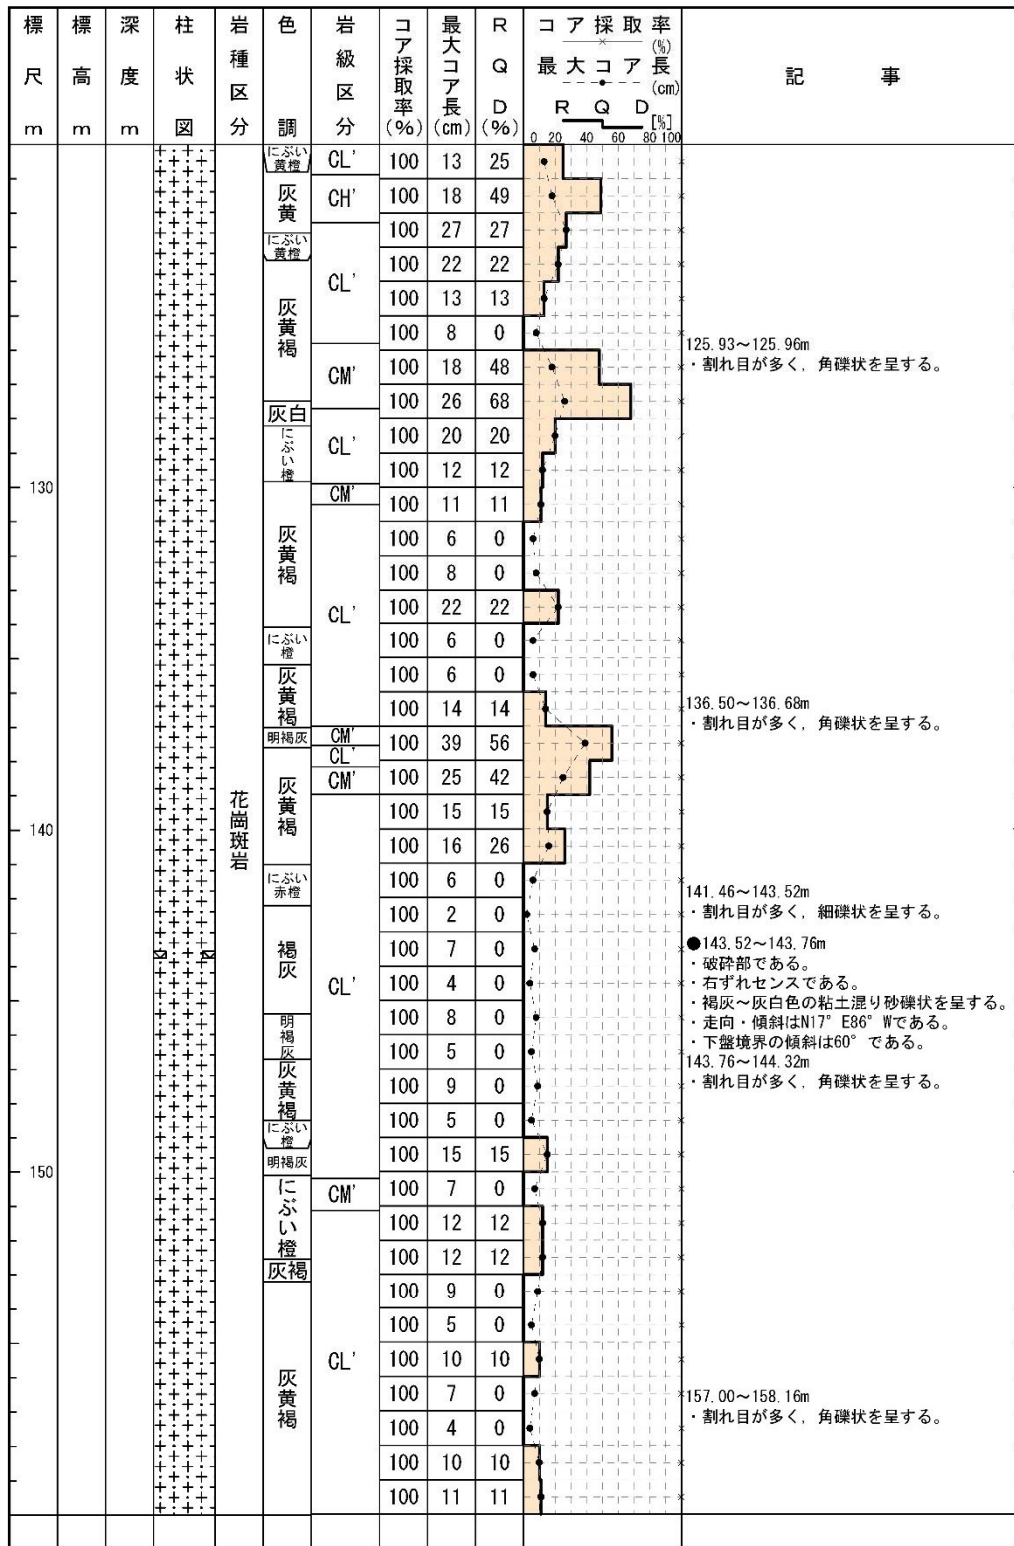 標尺m 標高m 深度m 柱状図 岩種区分 色調 岩級区分 コア採取率(%) 最大コア長(cm) RQD(%) 記事
コア採取率(%)
最大コア長(cm)
RQD[%]
0 20 40 60 80 100
にぶい黄橙 CL' 100 13 25
灰黄 CH' 100 18 49
100 27 27
にぶい黄橙 CL' 100 22 22
灰黄褐 100 13 13
100 8 0
125.93～125.96m
・割れ目が多く，角礫状を呈する。
CM' 100 18 48
100 26 68
灰白 CL' 100 20 20
にぶい橙 100 12 12
130 CM' 100 11 11
灰黄褐 CL' 100 6 0
100 8 0
100 22 22
にぶい橙 100 6 0
灰黄褐 100 6 0
100 14 14
136.50～136.68m
・割れ目が多く，角礫状を呈する。
明褐灰 CM' 100 39 56
CL'
灰黄褐 CM' 100 25 42
花崗斑岩
100 15 15
140 100 16 26
にぶい赤橙 CL' 100 6 0
141.46～143.52m
・割れ目が多く，細礫状を呈する。
褐灰 100 2 0
100 7 0
●143.52～143.76m
・破砕部である。
・右ずれセンスである。
・褐灰～灰白色の粘土混り砂礫状を呈する。
・走向・傾斜はN17°E86°Wである。
・下盤境界の傾斜は60°である。
100 4 0
明褐灰 100 8 0
100 5 0
143.76～144.32m
・割れ目が多く，角礫状を呈する。
灰黄褐 100 9 0
にぶい橙 100 5 0
明褐灰 100 15 15
150 にぶい橙 CM' 100 7 0
100 12 12
灰褐 100 12 12
灰黄褐 CL' 100 9 0
100 5 0
100 10 10
100 7 0
157.00～158.16m
・割れ目が多く，角礫状を呈する。
100 4 0
100 10 10
100 11 11